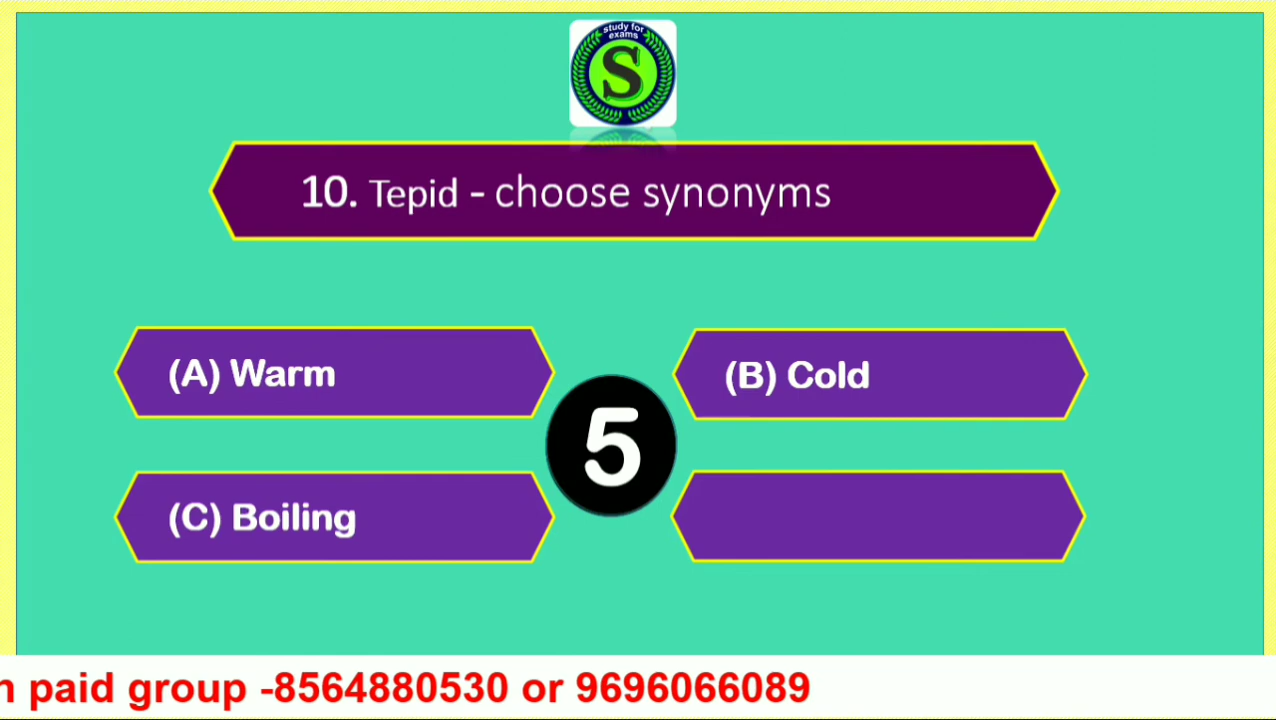 study for
exams
S
10. Tepid - choose synonyms
(A) Warm
(B) Cold
5
(C) Boiling
paid group -8564880530 or 9696066089